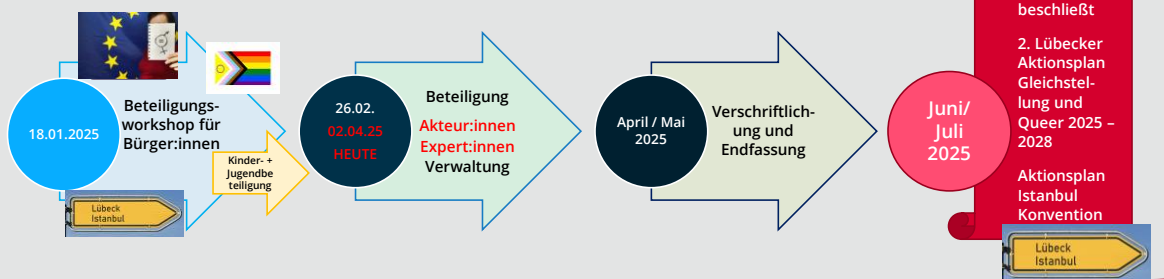 18.01.2025
Beteiligungs-
workshop für
Bürger:innen
Lübeck
Istanbul
Kinder- +
Jugendbe
teiligung
26.02.
02.04.25
HEUTE
Beteiligung
Akteur:innen
Expert:innen
Verwaltung
April / Mai
2025
Verschriftlich-
ung und
Endfassung
Juni/
Juli
2025
beschließt
2. Lübecker
Aktionsplan
Gleichstel-
lung und
Queer 2025 –
2028
Aktionsplan
Istanbul
Konvention
Lübeck
Istanbul